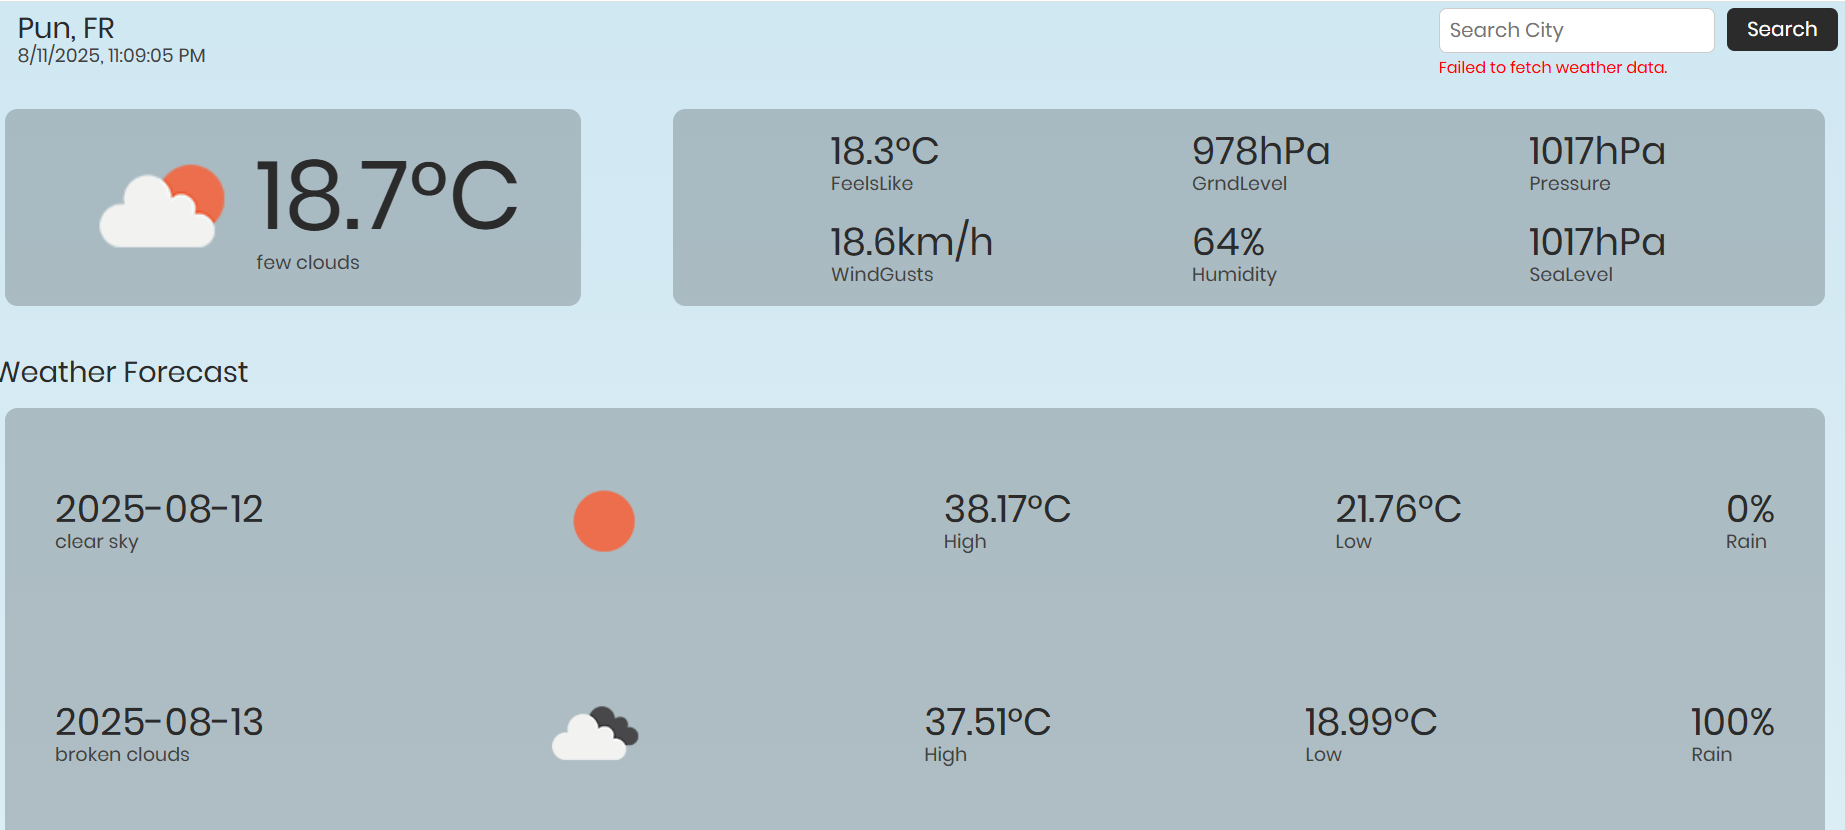 Pun, FR
8/11/2025, 11:09:05 PM
Search City
Search
Failed to fetch weather data.
18.7°C
few clouds
18.3°C
FeelsLike
978hPa
GrndLevel
1017hPa
Pressure
18.6km/h
WindGusts
64%
Humidity
1017hPa
SeaLevel
Weather Forecast
2025-08-12
clear sky
38.17°C
High
21.76°C
Low
0%
Rain
2025-08-13
broken clouds
37.51°C
High
18.99°C
Low
100%
Rain